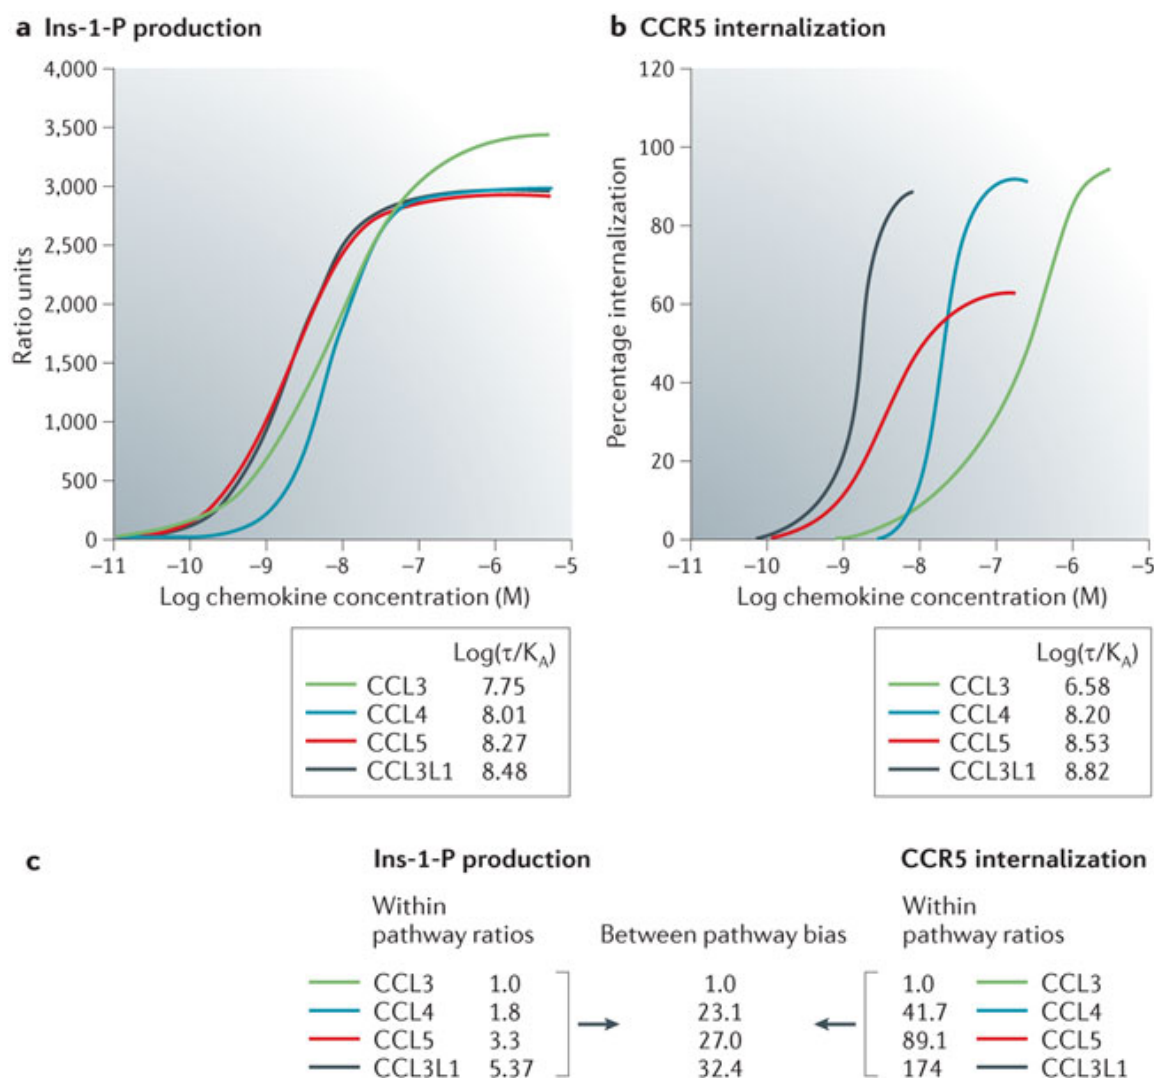 a Ins-1-P production
4,000
3,500
3,000
2,500
2,000
1,500
1,000
500
0
Ratio units
–11 –10 –9 –8 –7 –6 –5
Log chemokine concentration (M)
Log(τ/KA)
CCL3 7.75
CCL4 8.01
CCL5 8.27
CCL3L1 8.48
b CCR5 internalization
120
100
80
60
40
20
0
Percentage internalization
–11 –10 –9 –8 –7 –6 –5
Log chemokine concentration (M)
Log(τ/KA)
CCL3 6.58
CCL4 8.20
CCL5 8.53
CCL3L1 8.82
c
Ins-1-P production CCR5 internalization
Within Within
pathway ratios Between pathway bias pathway ratios
CCL3 1.0 1.0 1.0 CCL3
CCL4 1.8 23.1 41.7 CCL4
CCL5 3.3 27.0 89.1 CCL5
CCL3L1 5.37 32.4 174 CCL3L1